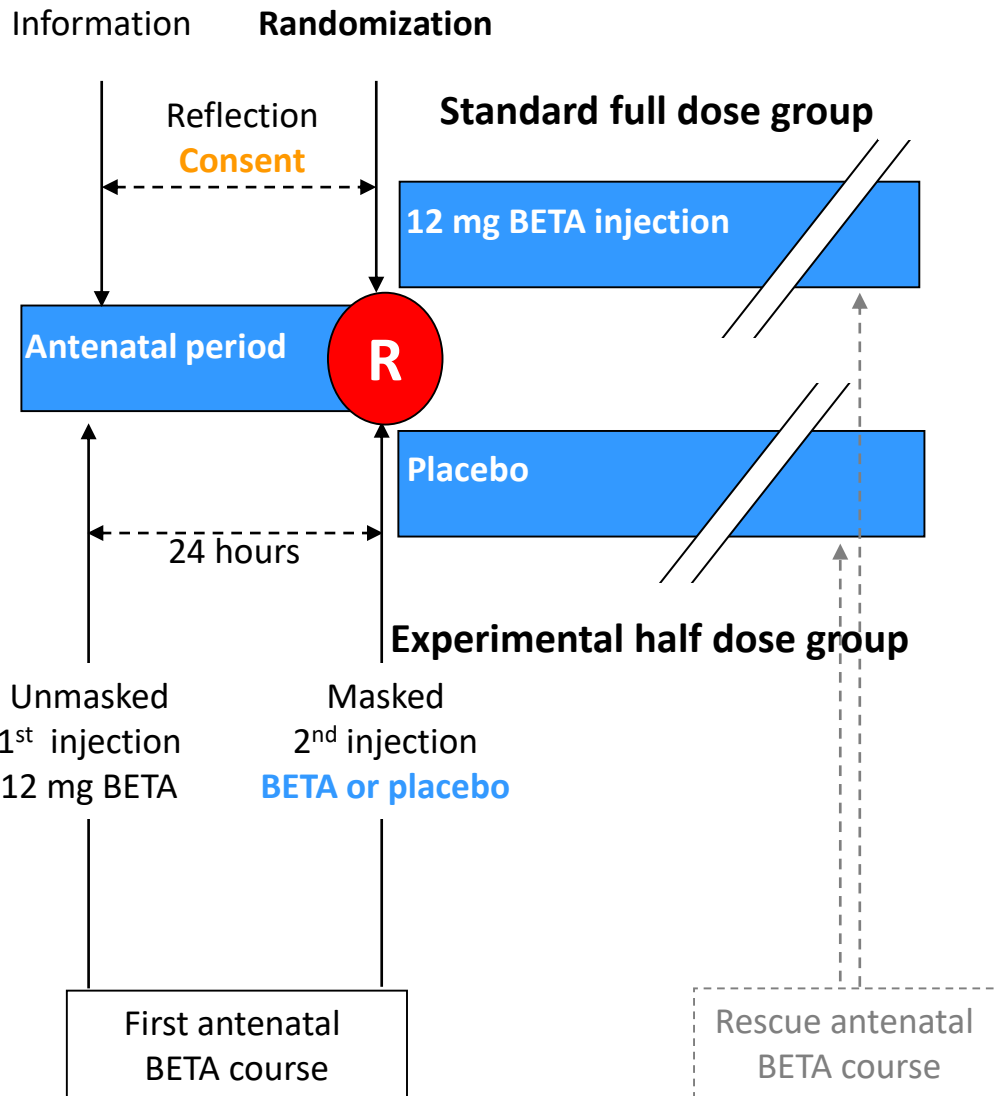 Information
Randomization
Reflection
Consent
Standard full dose group
12 mg BETA injection
Antenatal period
R
Placebo
24 hours
Experimental half dose group
Unmasked
1st injection
12 mg BETA
Masked
2nd injection
BETA or placebo
First antenatal
BETA course
Rescue antenatal
BETA course